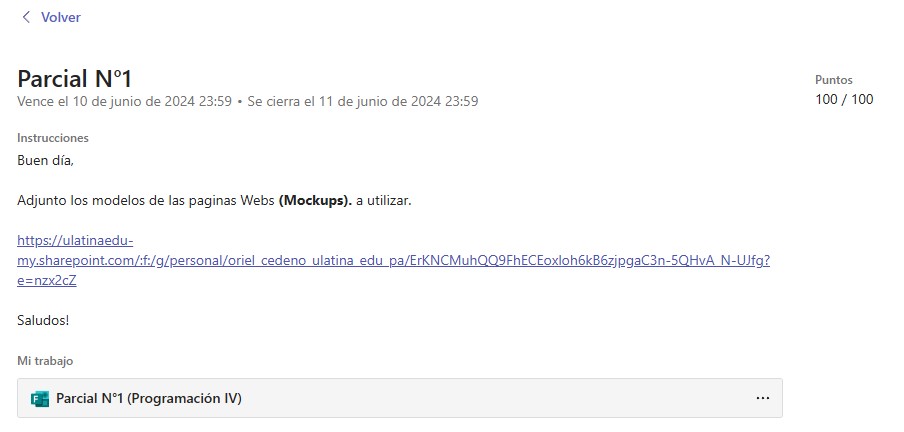 Volver
Parcial N°1
Vence el 10 de junio de 2024 23:59 • Se cierra el 11 de junio de 2024 23:59
Puntos
100 / 100
Instrucciones
Buen día,
Adjunto los modelos de las paginas Webs (Mockups). a utilizar.
https://ulatinaedu-
my.sharepoint.com/:f:/g/personal/oriel_cedeno_ulatina_edu_pa/ErKNCMuhQQ9FhECEoxloh6kB6zjpgaC3n-5QHvA_N-UJfg?
e=nzx2cZ
Saludos!
Mi trabajo
Parcial N°1 (Programación IV)